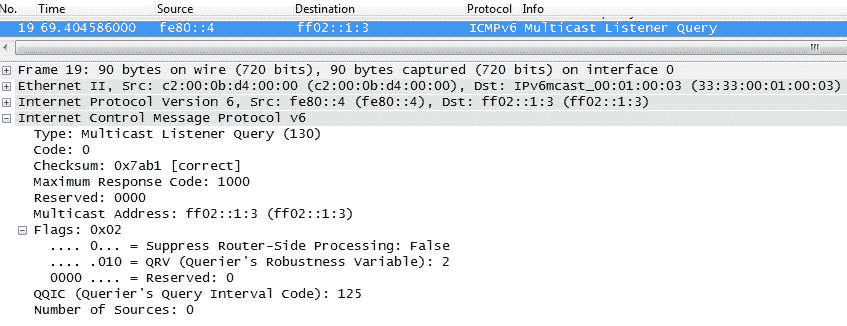 No. Time Source Destination Protocol Info
19 69.404586000 fe80::4 ff02::1:3 ICMPv6 Multicast Listener Query
Frame 19: 90 bytes on wire (720 bits), 90 bytes captured (720 bits) on interface 0
Ethernet II, Src: c2:00:0b:d4:00:00 (c2:00:0b:d4:00:00), Dst: IPv6mcast_00:01:00:03 (33:33:00:01:00:03)
Internet Protocol Version 6, Src: fe80::4 (fe80::4), Dst: ff02::1:3 (ff02::1:3)
Internet Control Message Protocol v6
Type: Multicast Listener Query (130)
Code: 0
Checksum: 0x7ab1 [correct]
Maximum Response Code: 1000
Reserved: 0000
Multicast Address: ff02::1:3 (ff02::1:3)
Flags: 0x02
.... 0... = Suppress Router-Side Processing: False
.... .010 = QRV (Querier's Robustness Variable): 2
0000 .... = Reserved: 0
QQIC (Querier's Query Interval Code): 125
Number of Sources: 0